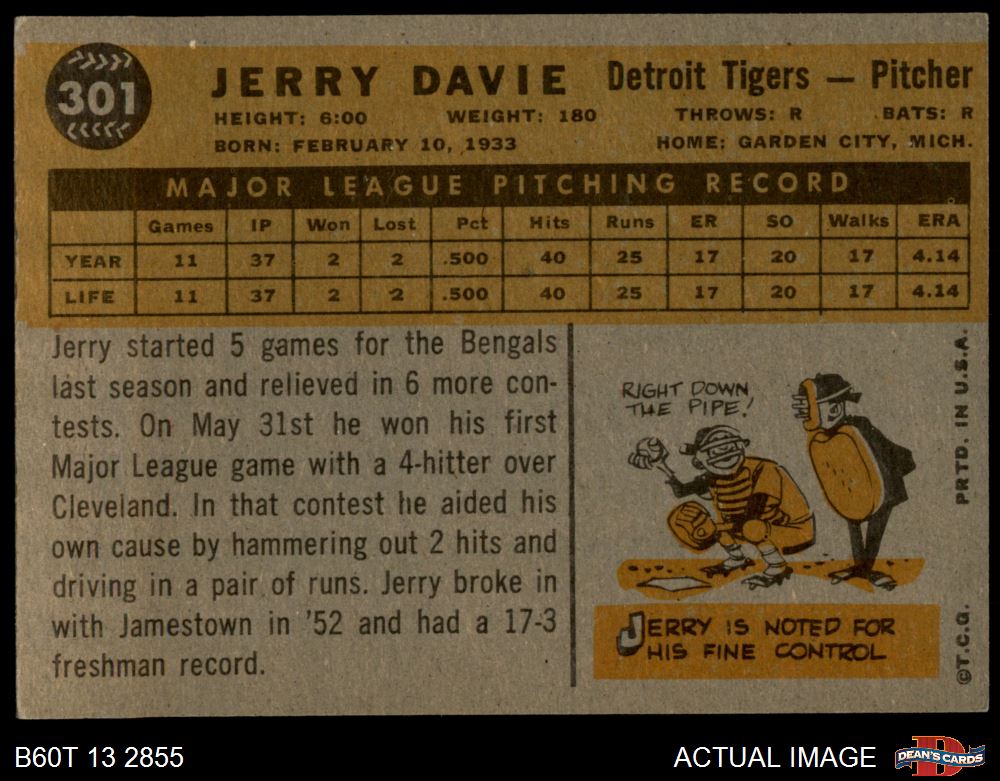 301
JERRY DAVIE Detroit Tigers — Pitcher
HEIGHT: 6:00 WEIGHT: 180 THROWS: R BATS: R
BORN: FEBRUARY 10, 1933 HOME: GARDEN CITY, MICH.
MAJOR LEAGUE PITCHING RECORD
Games IP Won Lost Pct Hits Runs ER SO Walks ERA
YEAR 11 37 2 2 .500 40 25 17 20 17 4.14
LIFE 11 37 2 2 .500 40 25 17 20 17 4.14
Jerry started 5 games for the Bengals
last season and relieved in 6 more con-
tests. On May 31st he won his first
Major League game with a 4-hitter over
Cleveland. In that contest he aided his
own cause by hammering out 2 hits and
driving in a pair of runs. Jerry broke in
with Jamestown in '52 and had a 17-3
freshman record.
RIGHT DOWN
THE PIPE!
JERRY IS NOTED FOR
HIS FINE CONTROL
©T.C.G. PRTD. IN U.S.A.
B60T 13 2855 ACTUAL IMAGE
D
DEAN'S CARDS